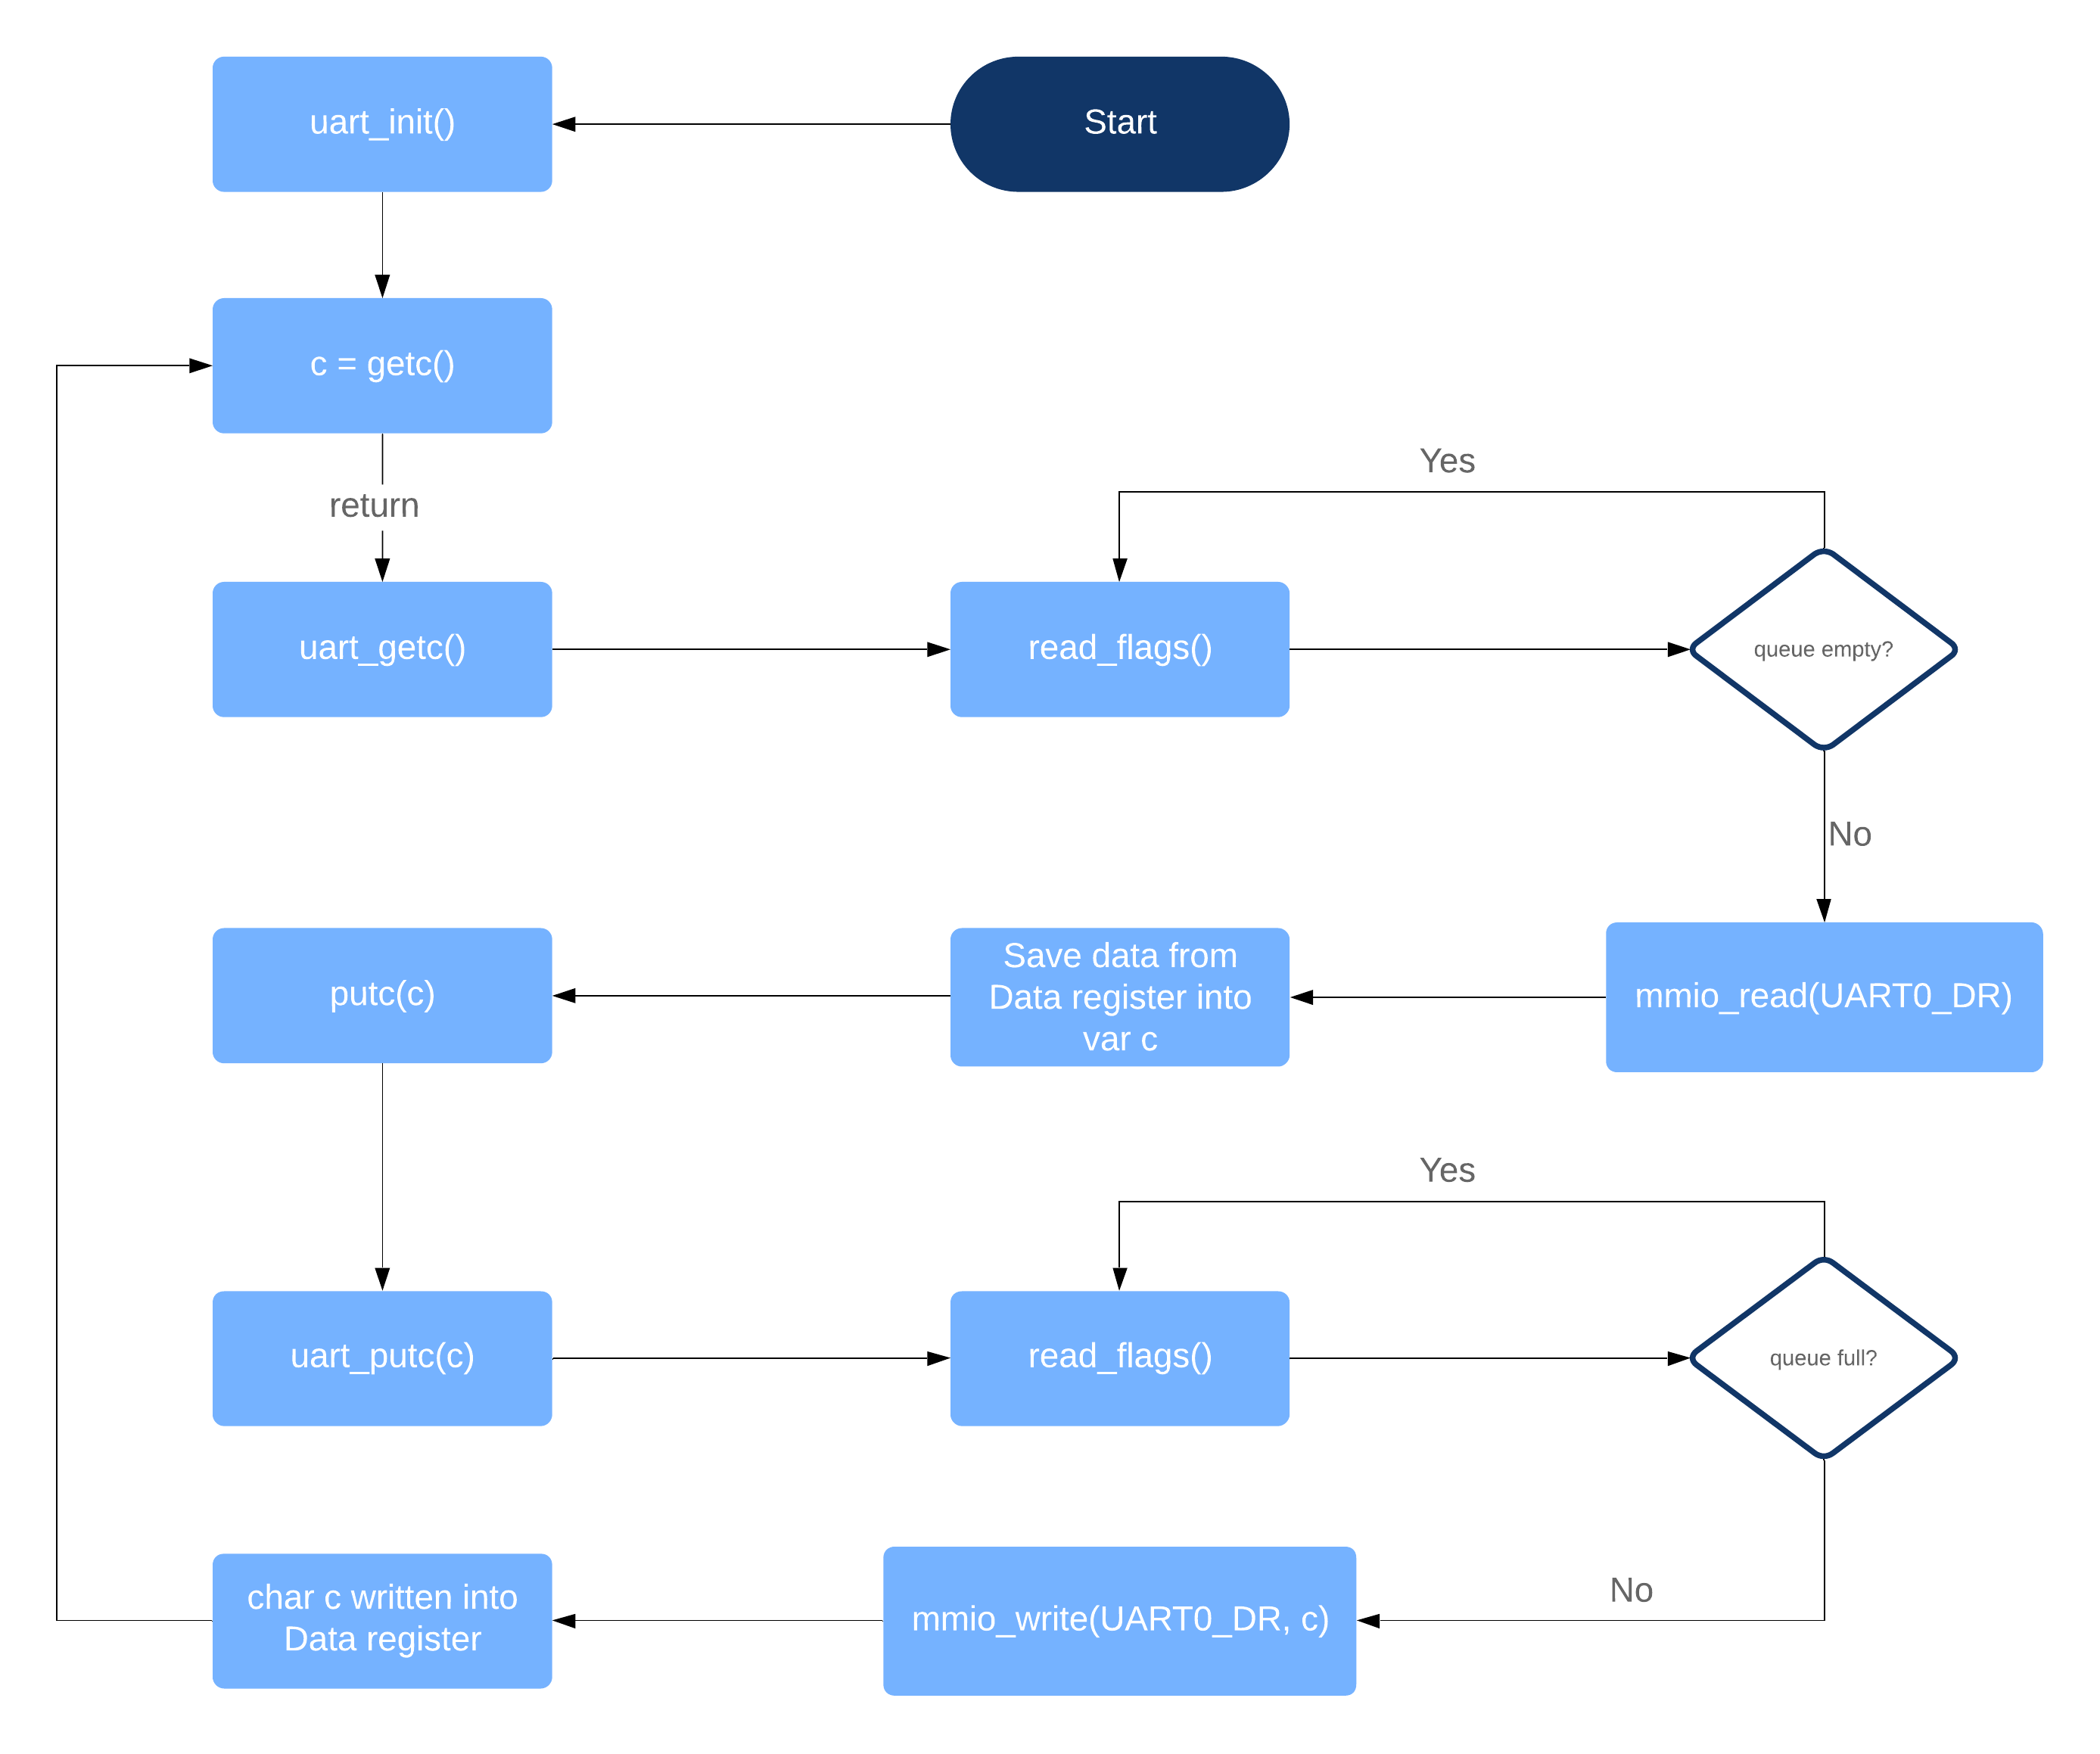 uart_init()
Start
c = getc()
return
Yes
uart_getc()
read_flags()
queue empty?
No
putc(c)
Save data from
Data register into
var c
mmio_read(UART0_DR)
Yes
uart_putc(c)
read_flags()
queue full?
No
char c written into
Data register
mmio_write(UART0_DR, c)